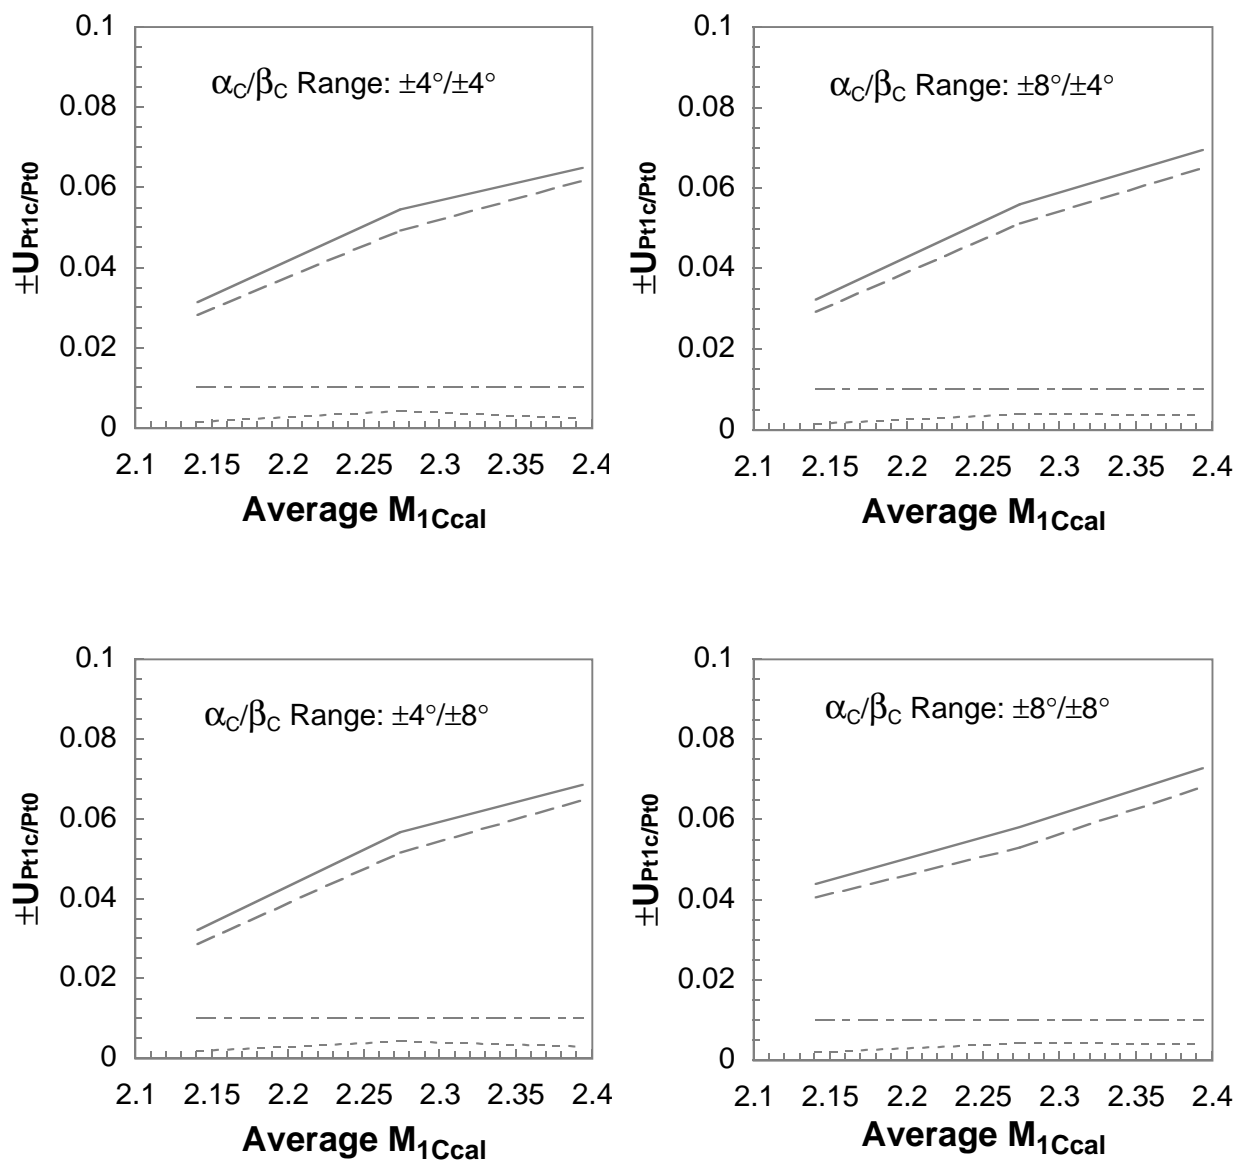 0.1
0.08
0.06
0.04
0.02
0
±UPt1c/Pt0
αC/βC Range: ±4°/±4°
2.1 2.15 2.2 2.25 2.3 2.35 2.4
Average M1Ccal
0.1
0.08
0.06
0.04
0.02
0
±UPt1c/Pt0
αC/βC Range: ±8°/±4°
2.1 2.15 2.2 2.25 2.3 2.35 2.4
Average M1Ccal
0.1
0.08
0.06
0.04
0.02
0
±UPt1c/Pt0
αC/βC Range: ±4°/±8°
2.1 2.15 2.2 2.25 2.3 2.35 2.4
Average M1Ccal
0.1
0.08
0.06
0.04
0.02
0
±UPt1c/Pt0
αC/βC Range: ±8°/±8°
2.1 2.15 2.2 2.25 2.3 2.35 2.4
Average M1Ccal